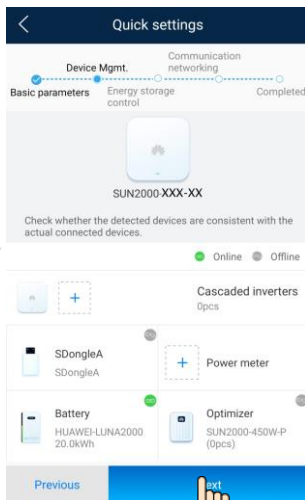 Quick settings
Communication
Device Mgmt.
networking
Basic parameters
Energy storage
control
Completed
SUN2000-XXX-XX
Check whether the detected devices are consistent with the
actual connected devices.
Online
Offline
Cascaded inverters
0pcs
SDongleA
SDongleA
Power meter
Battery
HUAWEI-LUNA2000
20.0kWh
Optimizer
SUN2000-450W-P
(0pcs)
Previous
ext